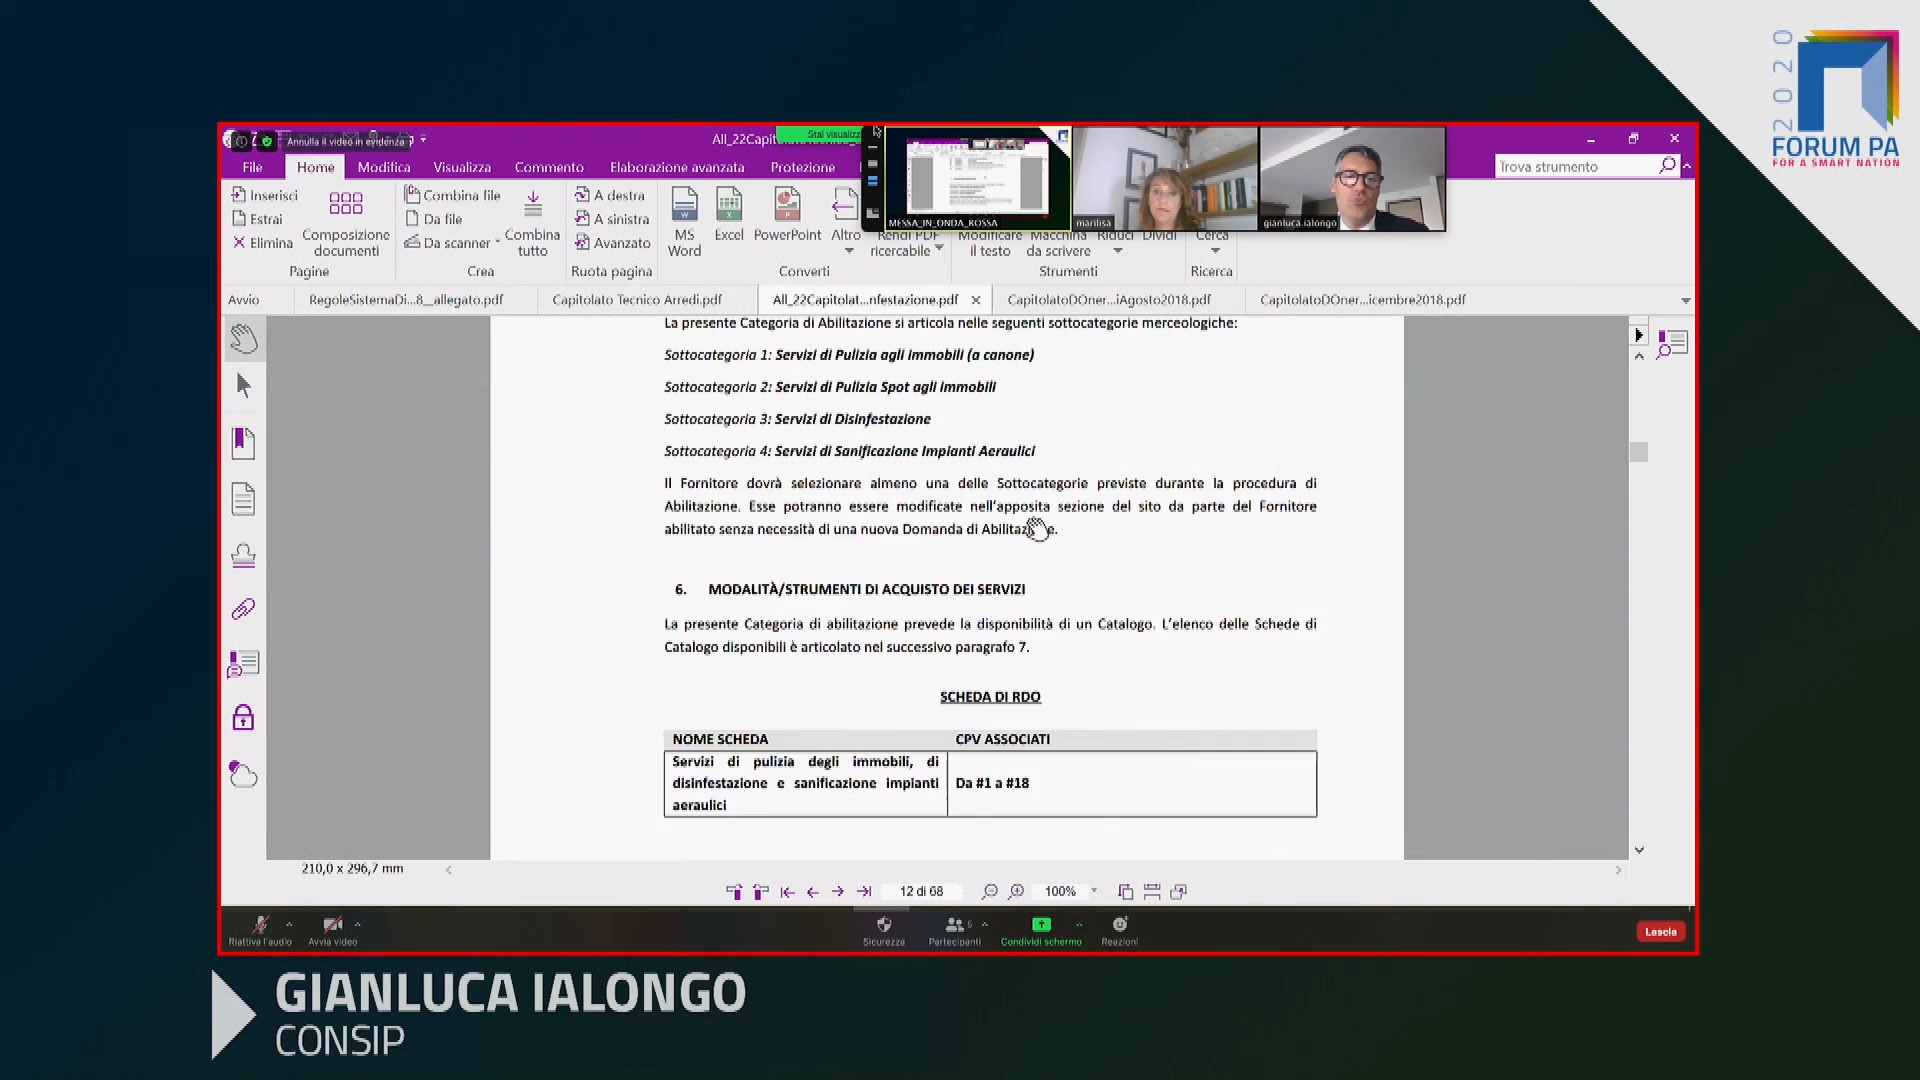 2020
FORUM PA
FOR A SMART NATION
Annulla il video in evidenza
All_22Capi
Stai visualizz
File Home Modifica Visualizza Commento Elaborazione avanzata Protezione
Trova strumento
Inserisci
Estrai
Elimina
Composizione
documenti
Pagine
Combina file
Da file
Da scanner
Combina
tutto
Crea
A destra
A sinistra
Avanzato
Ruota pagina
MS
Word
Excel
PowerPoint
Altro
Rendi PDF
ricercabile
Converti
Modificare
il testo
Macchina
da scrivere
Riduci
Dividi
Strumenti
Cerca
Ricerca
MESSA_IN_ONDA_ROSSA
marilisa
gianluca.ialongo
Avvio
RegoleSistemaDi...8__allegato.pdf
Capitolato Tecnico Arredi.pdf
All_22Capitolat...nfestazione.pdf
CapitolatoDOner...iAgosto2018.pdf
CapitolatoDOner...icembre2018.pdf
La presente Categoria di Abilitazione si articola nelle seguenti sottocategorie merceologiche:
Sottocategoria 1: Servizi di Pulizia agli immobili (a canone)
Sottocategoria 2: Servizi di Pulizia Spot agli immobili
Sottocategoria 3: Servizi di Disinfestazione
Sottocategoria 4: Servizi di Sanificazione Impianti Aeraulici
Il Fornitore dovrà selezionare almeno una delle Sottocategorie previste durante la procedura di
Abilitazione. Esse potranno essere modificate nell'apposita sezione del sito da parte del Fornitore
abilitato senza necessità di una nuova Domanda di Abilitazione.
6. MODALITÀ/STRUMENTI DI ACQUISTO DEI SERVIZI
La presente Categoria di abilitazione prevede la disponibilità di un Catalogo. L'elenco delle Schede di
Catalogo disponibili è articolato nel successivo paragrafo 7.
SCHEDA DI RDO
NOME SCHEDA CPV ASSOCIATI
Servizi di pulizia degli immobili, di
disinfestazione e sanificazione impianti
aeraulici
Da #1 a #18
210,0 x 296,7 mm
12 di 68
100%
Riattiva l'audio
Avvia video
Sicurezza
Partecipanti
5
Condividi schermo
Reazioni
Lascia
GIANLUCA IALONGO
CONSIP